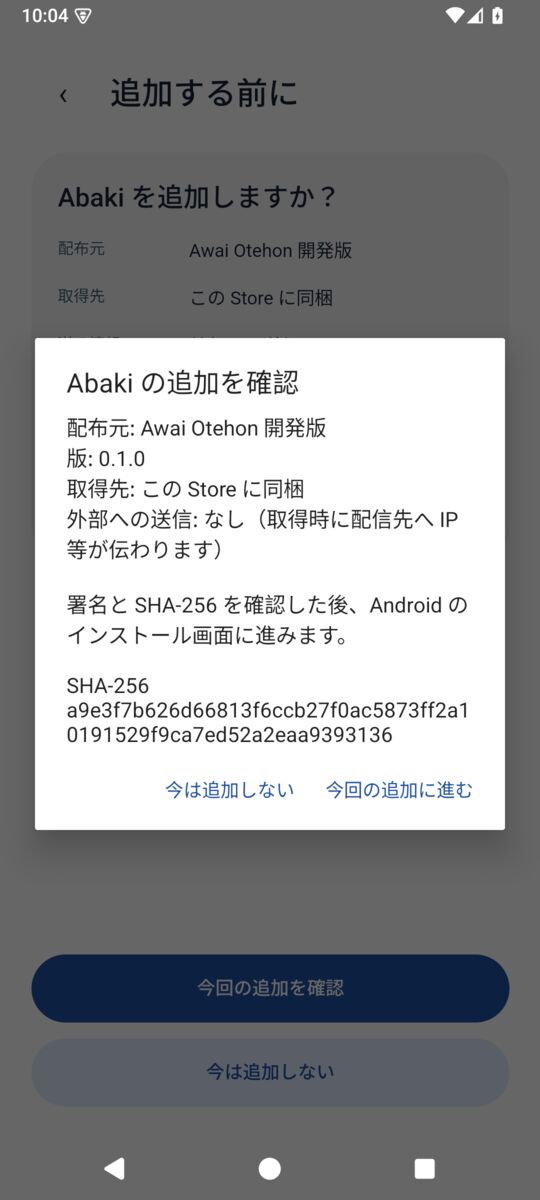 10:04
‹ 追加する前に
Abaki を追加しますか？
配布元 Awai Otehon 開発版
取得先 この Store に同梱
Abaki の追加を確認
配布元: Awai Otehon 開発版
版: 0.1.0
取得先: この Store に同梱
外部への送信: なし（取得時に配信先へ IP
等が伝わります）
署名と SHA-256 を確認した後、Android の
インストール画面に進みます。
SHA-256
a9e3f7b626d66813f6ccb27f0ac5873ff2a1
0191529f9ca7ed52a2eaa9393136
今は追加しない 今回の追加に進む
今回の追加を確認
今は追加しない